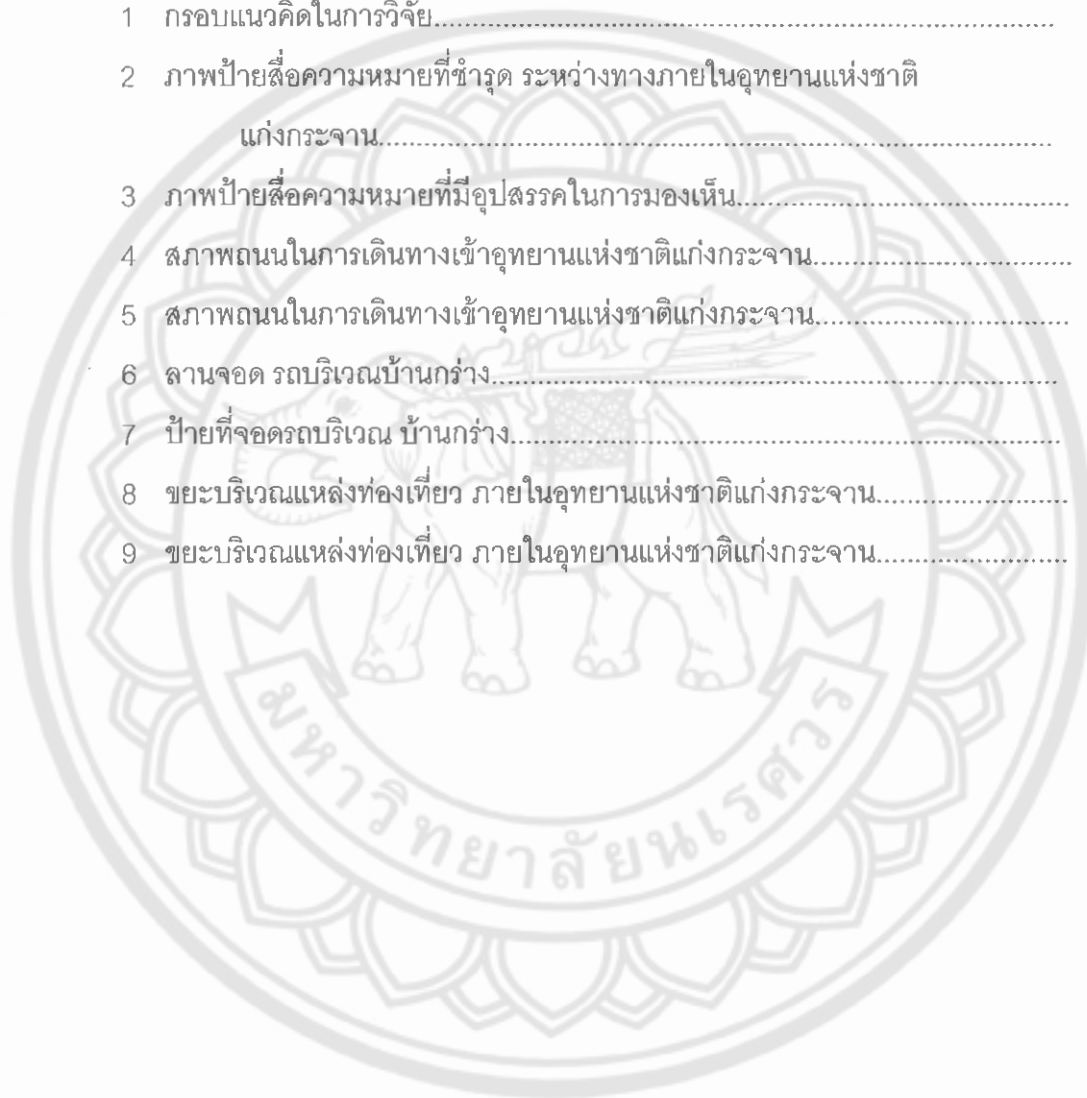 1 กรอบแนวคิดในการวิจัย
2 ภาพป้ายสื่อความหมายที่ชำรุด ระหว่างทางภายในอุทยานแห่งชาติ
แก่งกระจาน
3 ภาพป้ายสื่อความหมายที่มีอุปสรรคในการมองเห็น
4 สภาพถนนในการเดินทางเข้าอุทยานแห่งชาติแก่งกระจาน
5 สภาพถนนในการเดินทางเข้าอุทยานแห่งชาติแก่งกระจาน
6 ลานจอด รถบริเวณบ้านกร่าง
7 ป้ายที่จอดรถบริเวณ บ้านกร่าง
8 ขยะบริเวณแหล่งท่องเที่ยว ภายในอุทยานแห่งชาติแก่งกระจาน
9 ขยะบริเวณแหล่งท่องเที่ยว ภายในอุทยานแห่งชาติแก่งกระจาน
มหาวิทยาลัยนเรศวร